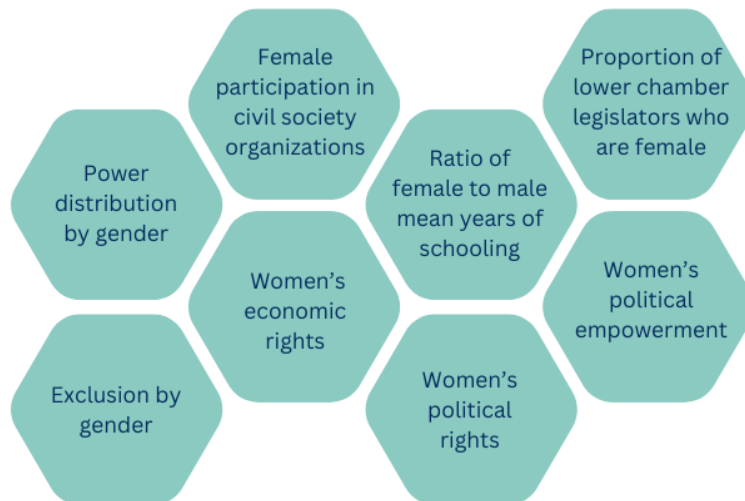 Female
participation in
civil society
organizations
Proportion of
lower chamber
legislators who
are female
Power
distribution
by gender
Ratio of
female to male
mean years of
schooling
Women’s
economic
rights
Women’s
political
empowerment
Exclusion by
gender
Women’s
political
rights